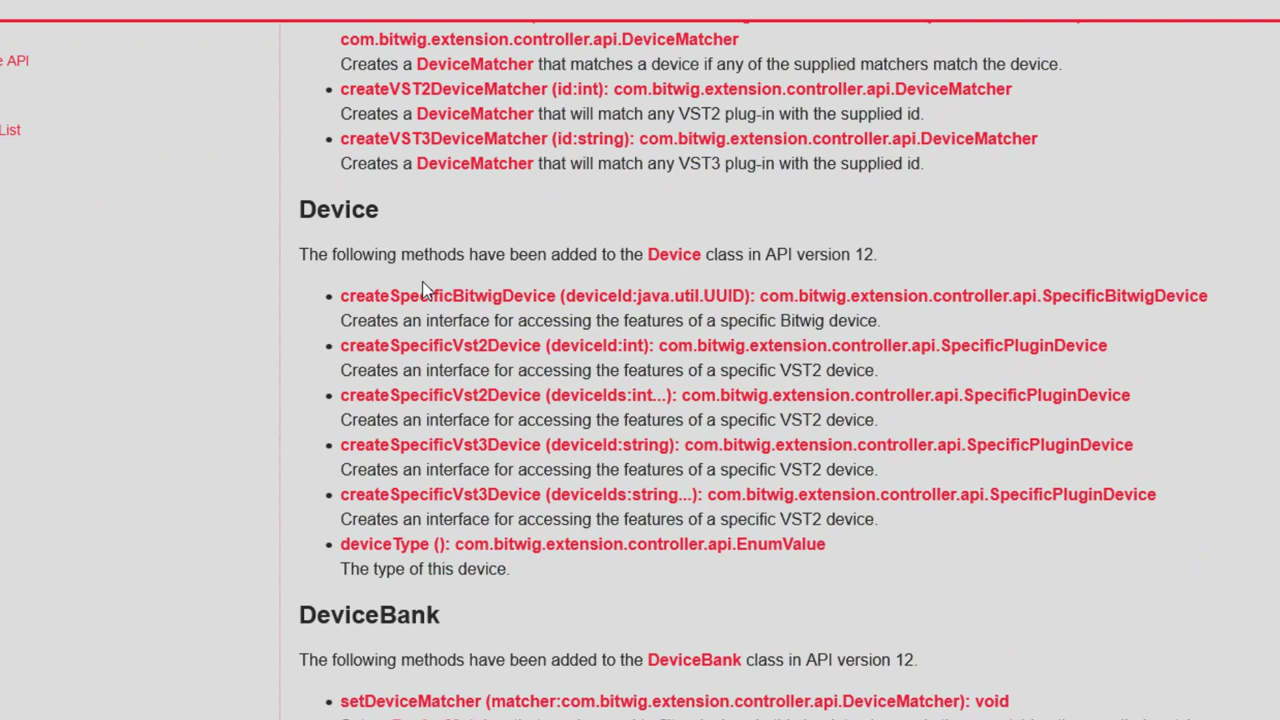 com.bitwig.extension.controller.api.DeviceMatcher
e API
Creates a DeviceMatcher that matches a device if any of the supplied matchers match the device.
createVST2DeviceMatcher (id:int): com.bitwig.extension.controller.api.DeviceMatcher
Creates a DeviceMatcher that will match any VST2 plug-in with the supplied id.
List
createVST3DeviceMatcher (id:string): com.bitwig.extension.controller.api.DeviceMatcher
Creates a DeviceMatcher that will match any VST3 plug-in with the supplied id.
Device
The following methods have been added to the Device class in API version 12.
createSpecificBitwigDevice (deviceId:java.util.UUID): com.bitwig.extension.controller.api.SpecificBitwigDevice
Creates an interface for accessing the features of a specific Bitwig device.
createSpecificVst2Device (deviceId:int): com.bitwig.extension.controller.api.SpecificPluginDevice
Creates an interface for accessing the features of a specific VST2 device.
createSpecificVst2Device (deviceIds:int...): com.bitwig.extension.controller.api.SpecificPluginDevice
Creates an interface for accessing the features of a specific VST2 device.
createSpecificVst3Device (deviceId:string): com.bitwig.extension.controller.api.SpecificPluginDevice
Creates an interface for accessing the features of a specific VST2 device.
createSpecificVst3Device (deviceIds:string...): com.bitwig.extension.controller.api.SpecificPluginDevice
Creates an interface for accessing the features of a specific VST2 device.
deviceType (): com.bitwig.extension.controller.api.EnumValue
The type of this device.
DeviceBank
The following methods have been added to the DeviceBank class in API version 12.
setDeviceMatcher (matcher:com.bitwig.extension.controller.api.DeviceMatcher): void